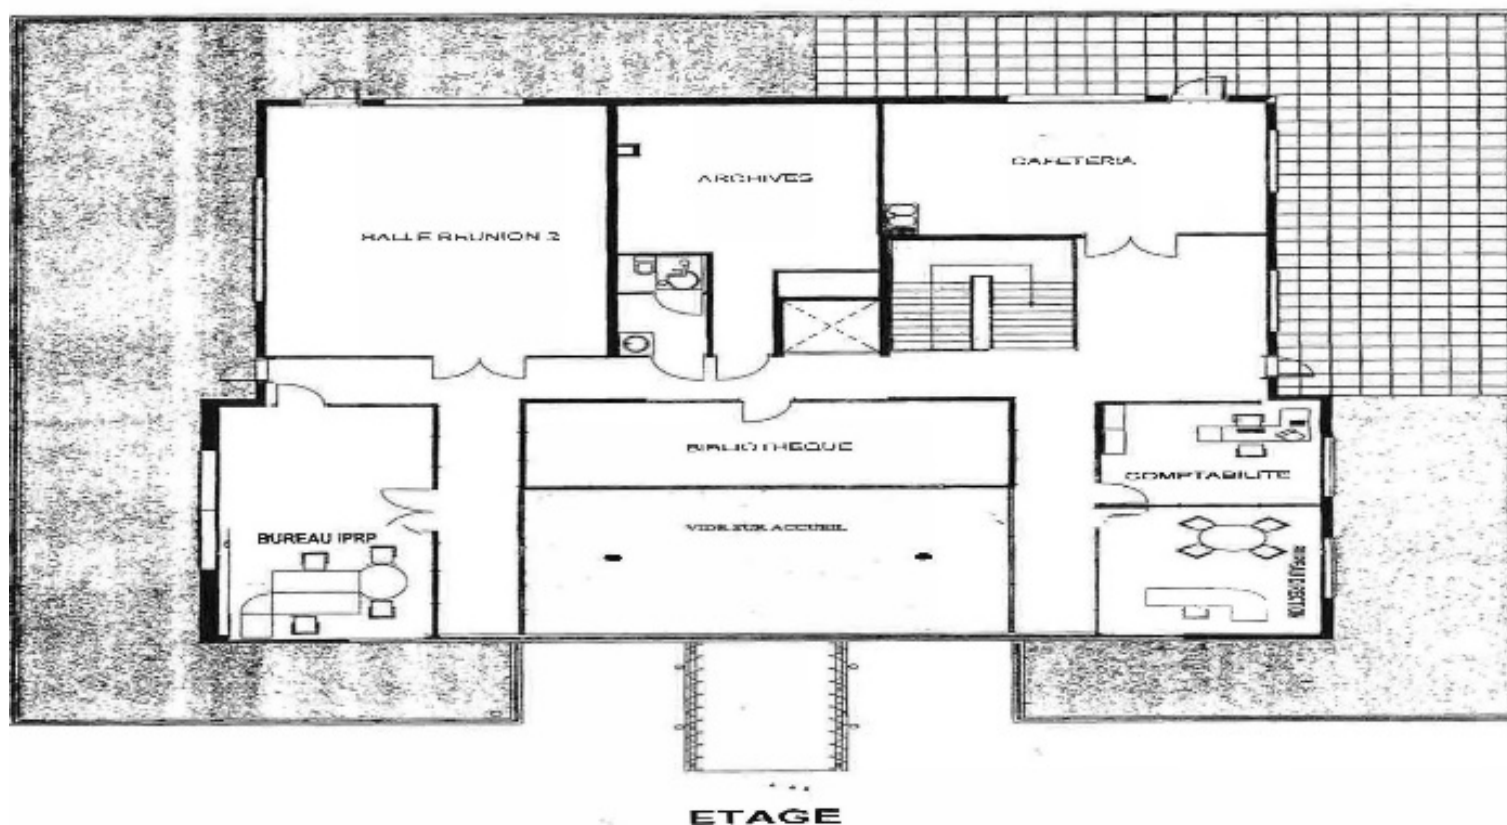 CAFETERIA
ARCHIVES
SALLE REUNION 2
BIBLIOTHEQUE
COMPTABILITE
VIDE SUR ACCUEIL
BUREAU IPRP
ETAGE